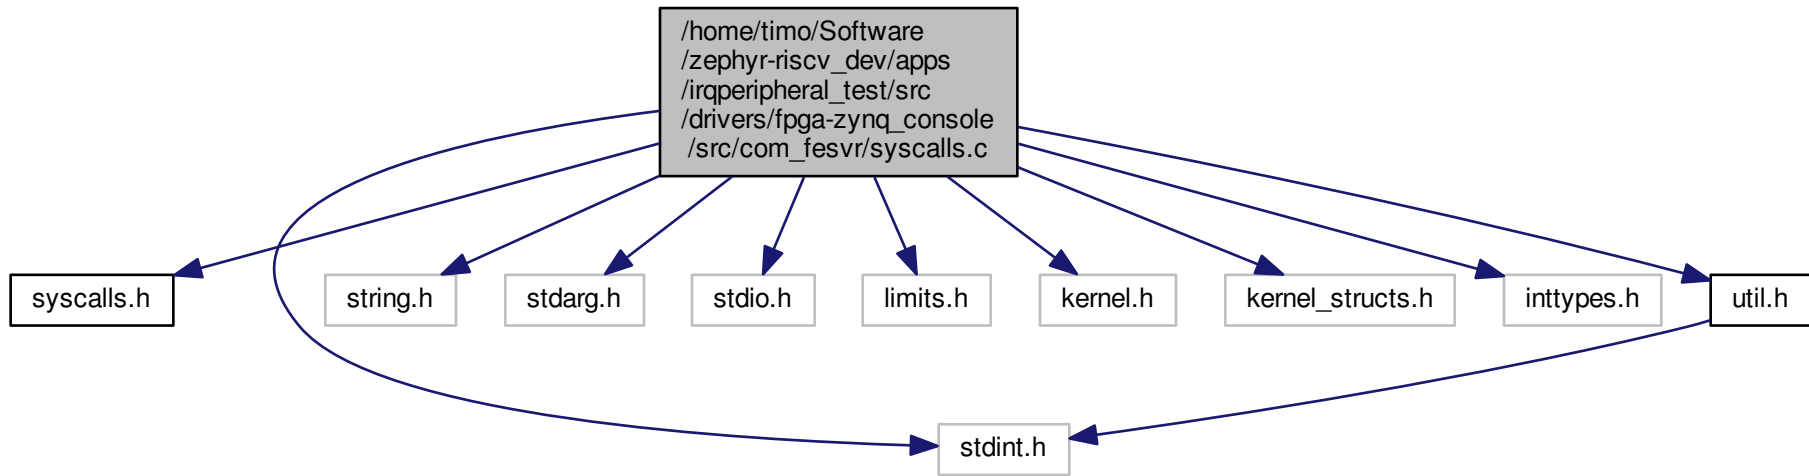 /home/timo/Software
/zephyr-riscv_dev/apps
/irqperipheral_test/src
/drivers/fpga-zynq_console
/src/com_fesvr/syscalls.c
syscalls.h
string.h
stdarg.h
stdio.h
limits.h
kernel.h
kernel_structs.h
inttypes.h
util.h
stdint.h